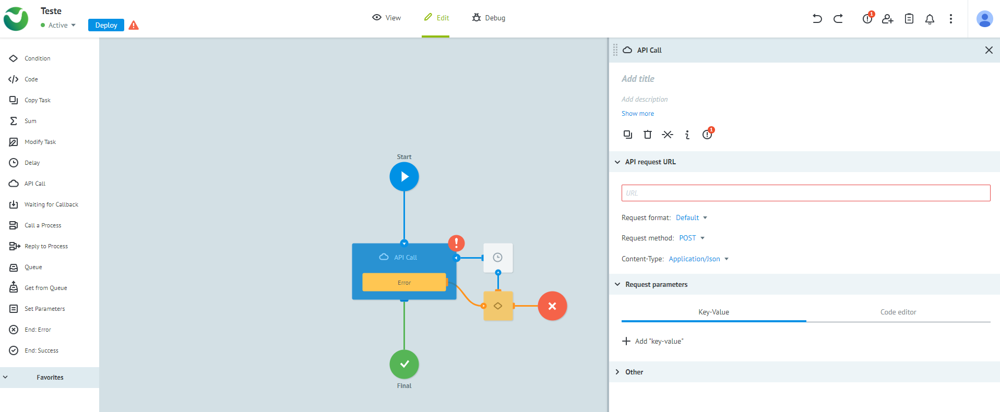 Teste
Active
Deploy
View
Edit
Debug
1
Condition
Code
Copy Task
Sum
Modify Task
Delay
API Call
Waiting for Callback
Call a Process
Reply to Process
Queue
Get from Queue
Set Parameters
End: Error
End: Success
Favorites
Start
API Call
Error
Final
API Call
Add title
Add description
Show more
1
API request URL
URL
Request format: Default
Request method: POST
Content-Type: Application/Json
Request parameters
Key-Value
Code editor
Add "key-value"
Other